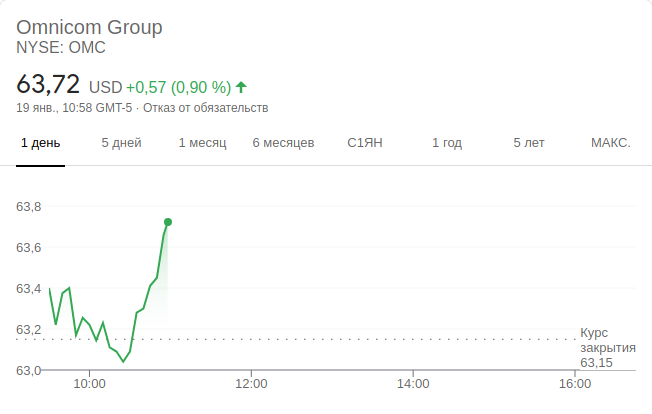 Omnicom Group
NYSE: OMC
63,72 USD +0,57 (0,90 %)
19 янв., 10:58 GMT-5 · Отказ от обязательств
1 день 5 дней 1 месяц 6 месяцев С1ЯН 1 год 5 лет МАКС.
63,8
63,6
63,4
63,2
63,0
Курс
закрытия
63,15
10:00 12:00 14:00 16:00